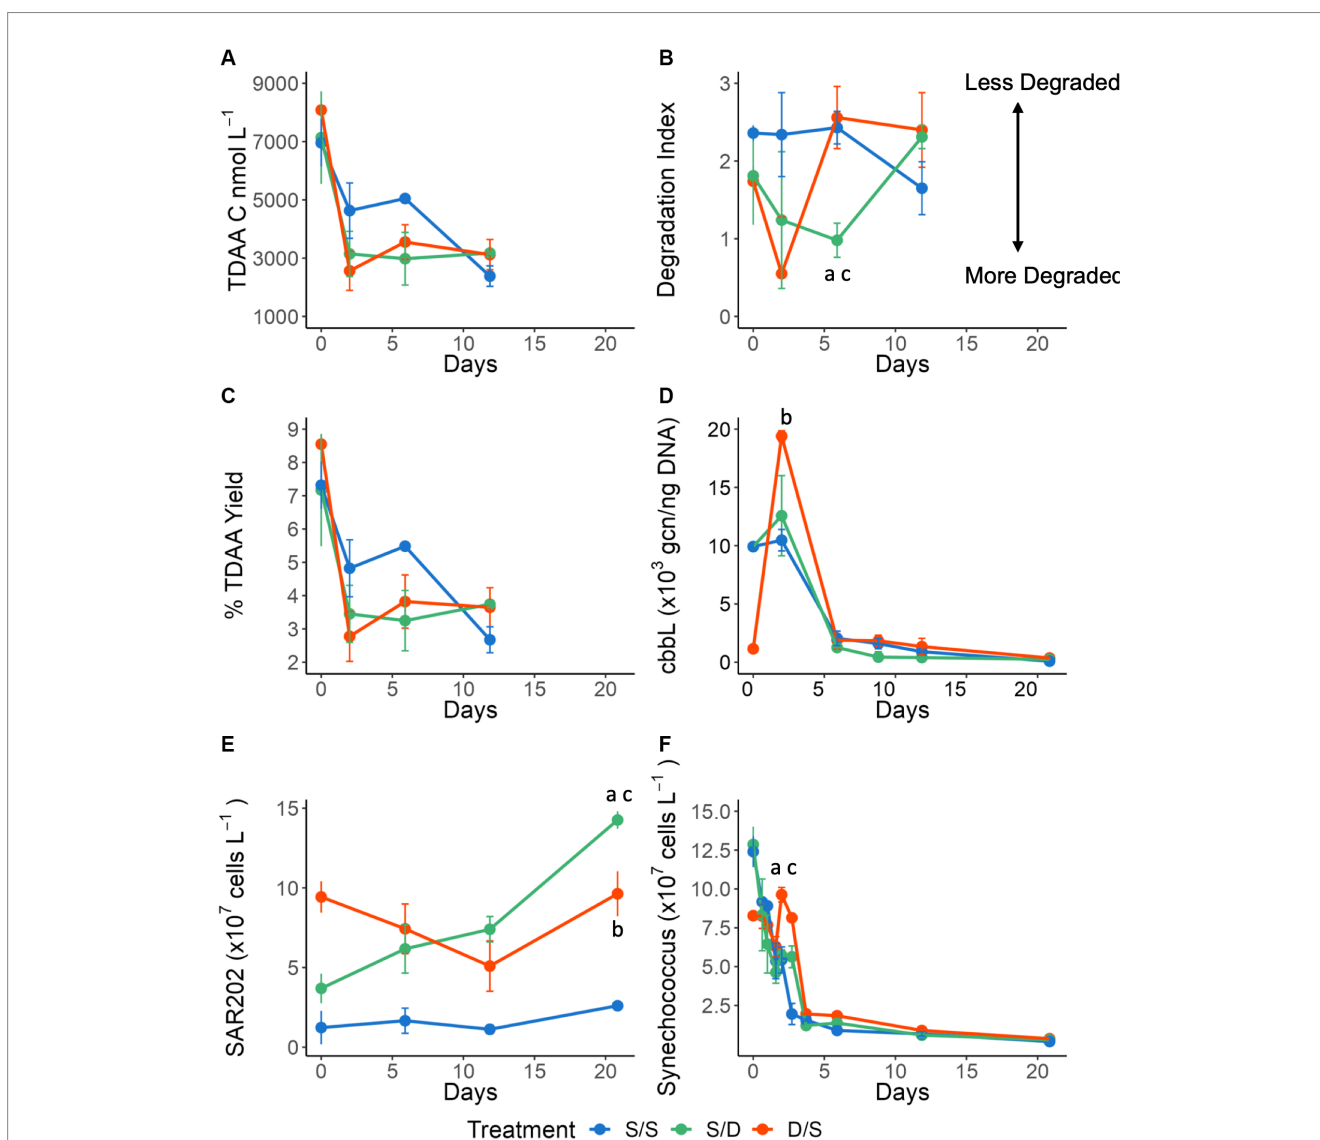 A
TDAA C nmol L⁻¹
9000
7000
5000
3000
1000
0 5 10 15 20
Days
B
Degradation Index
3
2
1
0
a c
0 5 10 15 20
Days
Less Degraded
More Degraded
C
% TDAA Yield
9
8
7
6
5
4
3
2
0 5 10 15 20
Days
D
cbbL (x10³ gcn/ng DNA)
20
15
10
5
0
b
0 5 10 15 20
Days
E
SAR202 (x10⁷ cells L⁻¹ )
15
10
5
0
a c
b
0 5 10 15 20
Days
F
Synechococcus (x10⁷ cells L⁻¹ )
15.0
12.5
10.0
7.5
5.0
2.5
a c
0 5 10 15 20
Days
Treatment S/S S/D D/S